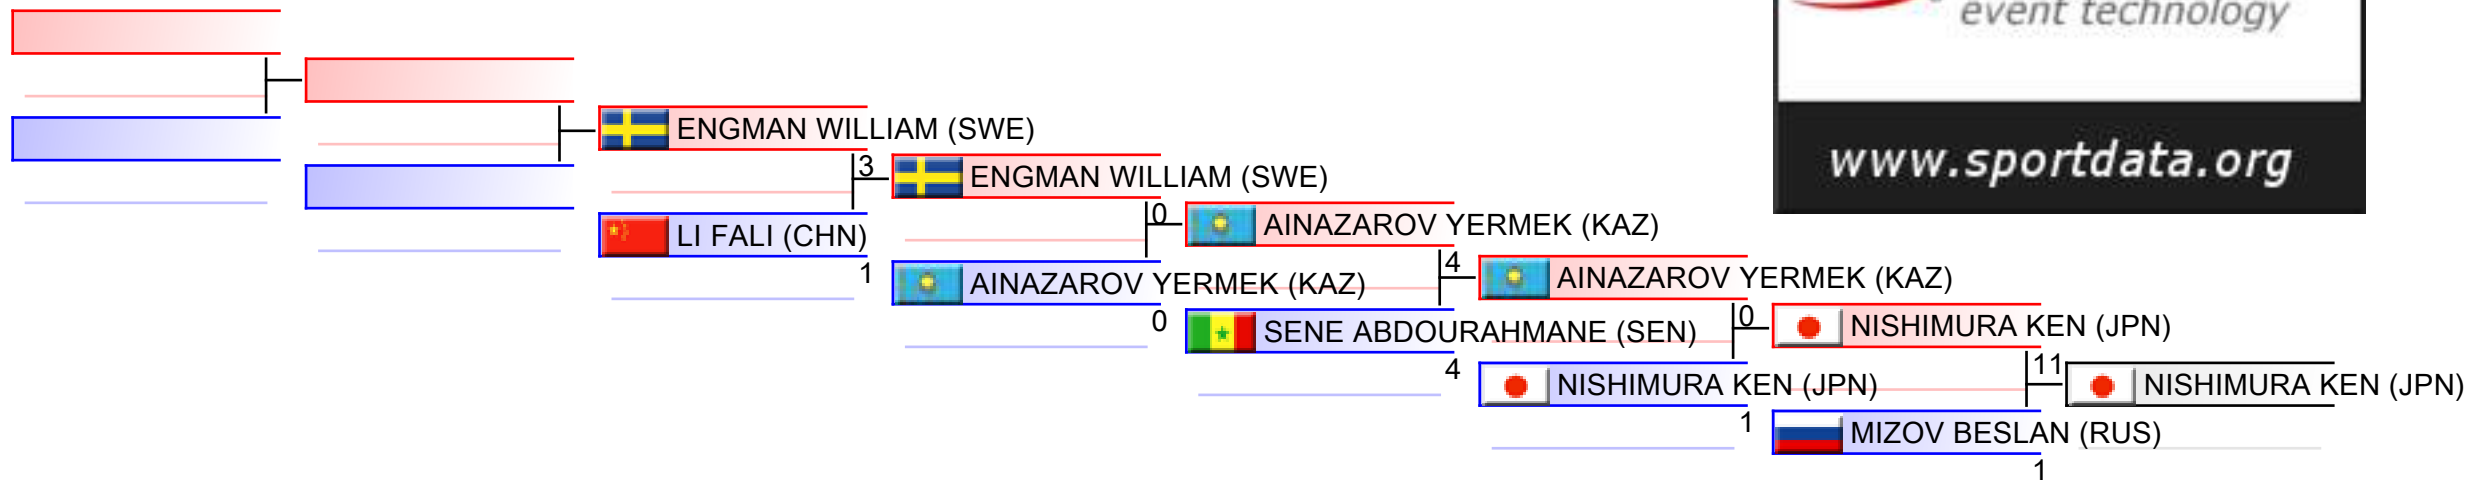 event technology
www.sportdata.org
ENGMAN WILLIAM (SWE)
3
LI FALI (CHN)
1
ENGMAN WILLIAM (SWE)
0
AINAZAROV YERMEK (KAZ)
0
AINAZAROV YERMEK (KAZ)
4
SENE ABDOURAHMANE (SEN)
4
AINAZAROV YERMEK (KAZ)
0
NISHIMURA KEN (JPN)
1
NISHIMURA KEN (JPN)
11
MIZOV BESLAN (RUS)
1
NISHIMURA KEN (JPN)